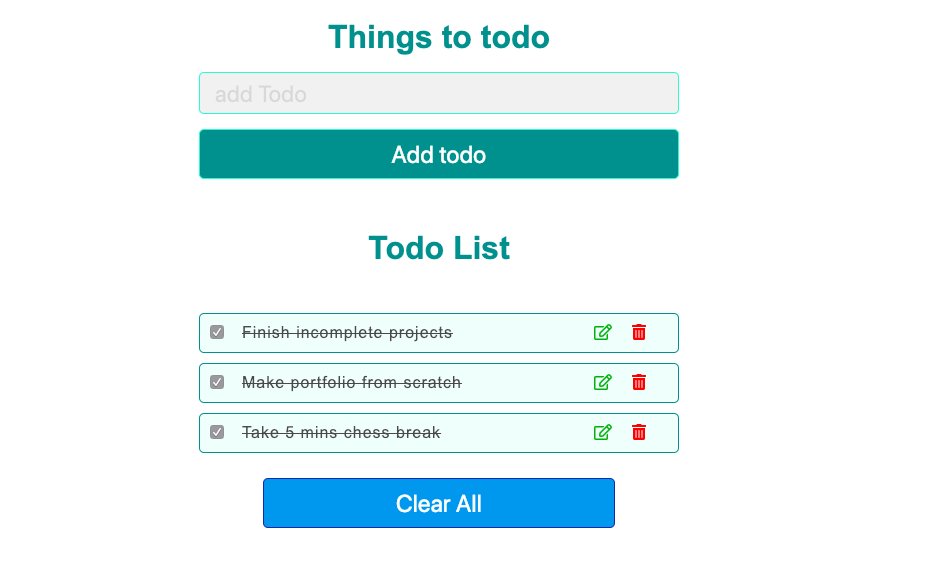 Things to todo
add Todo
Add todo
Todo List
Finish incomplete projects
Make portfolio from scratch
Take 5 mins chess break
Clear All